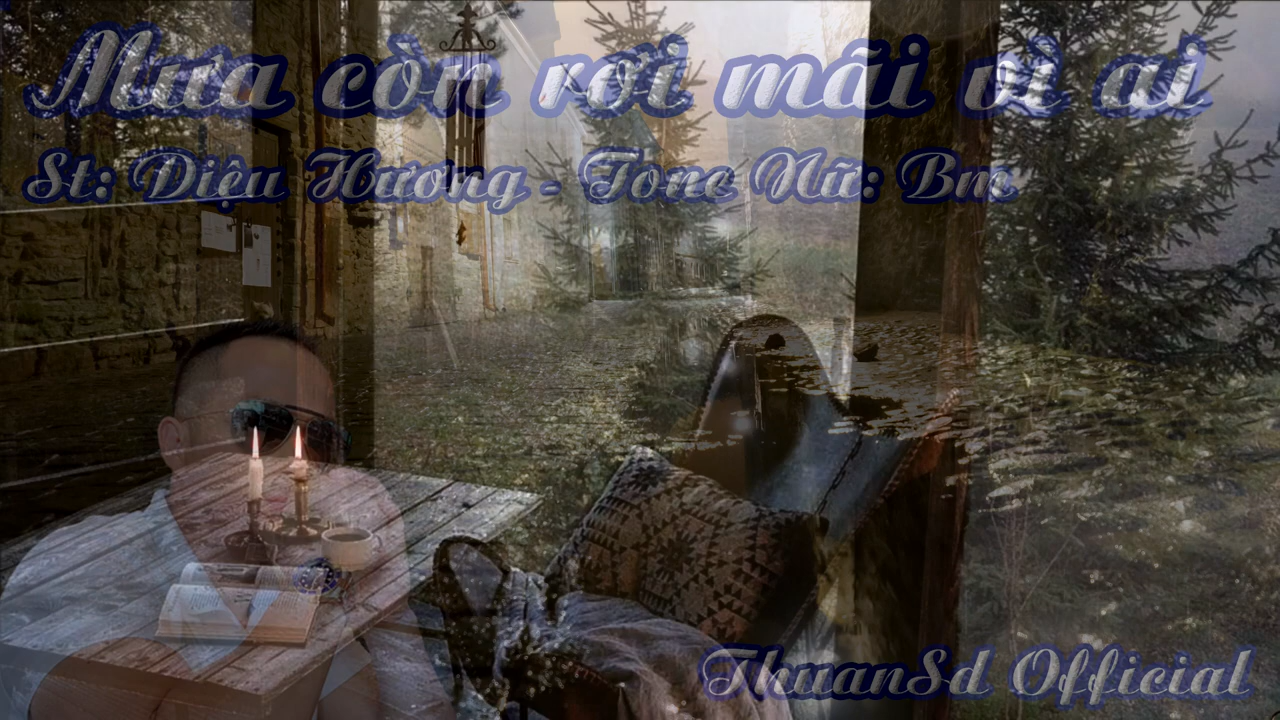 Mưa còn rơi mãi vì ai
St: Diệu Hương - Tone Nữ: Bm
ThuanSd Official